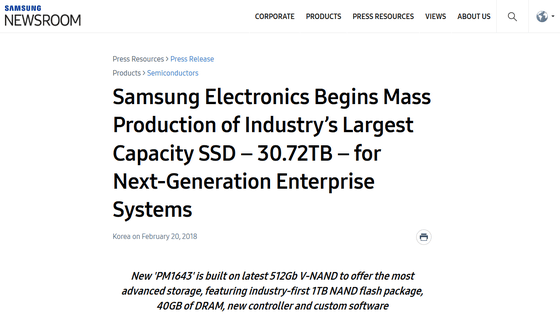 SAMSUNG
NEWSROOM
CORPORATE PRODUCTS PRESS RESOURCES VIEWS ABOUT US
Press Resources > Press Release
Products > Semiconductors
Samsung Electronics Begins Mass
Production of Industry’s Largest
Capacity SSD – 30.72TB – for
Next-Generation Enterprise
Systems
Korea on February 20, 2018
New 'PM1643' is built on latest 512Gb V-NAND to offer the most
advanced storage, featuring industry-first 1TB NAND flash package,
40GB of DRAM, new controller and custom software